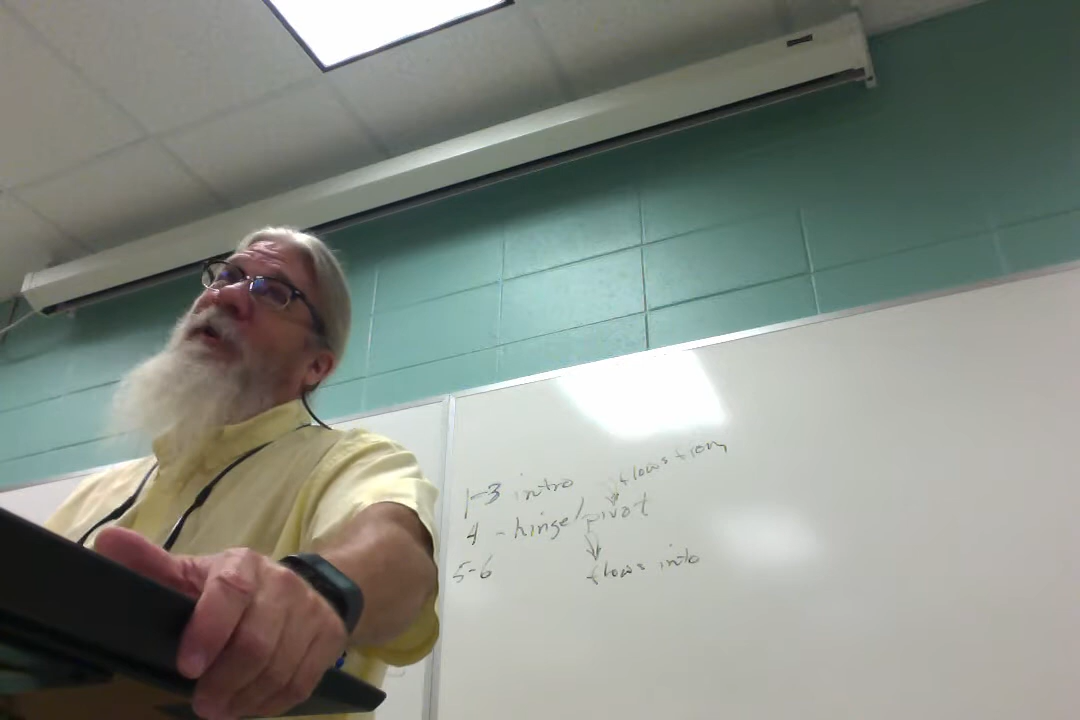 1-3 intro flows from
4 - hinge/pivot
5-6 flows into